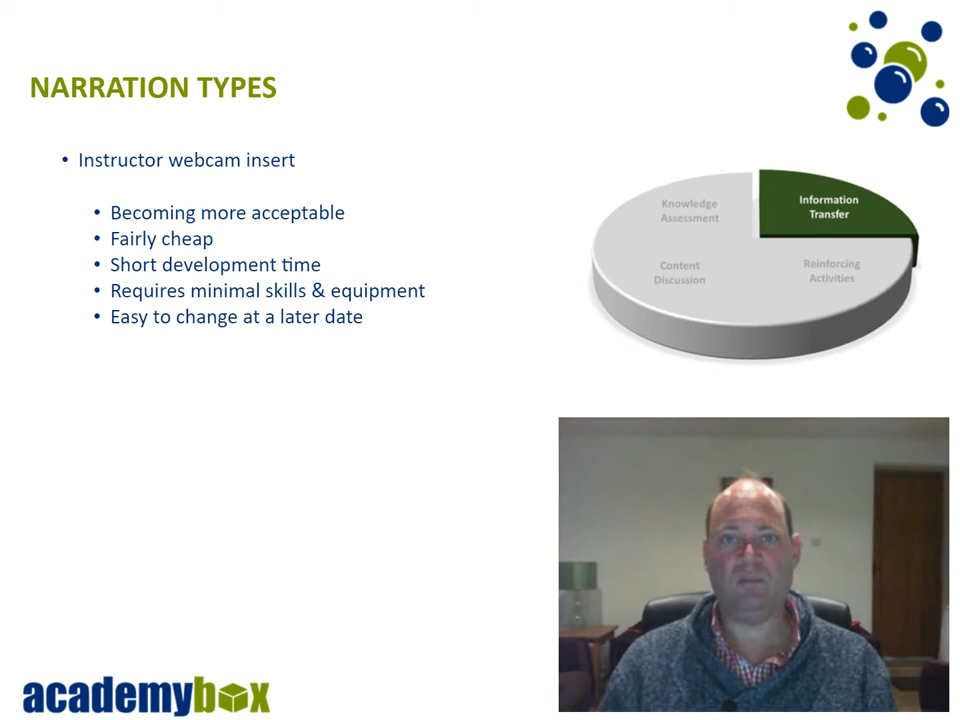 NARRATION TYPES
• Instructor webcam insert
• Becoming more acceptable
• Fairly cheap
• Short development time
• Requires minimal skills & equipment
• Easy to change at a later date
Knowledge
Assessment
Information
Transfer
Content
Discussion
Reinforcing
Activities
academybox